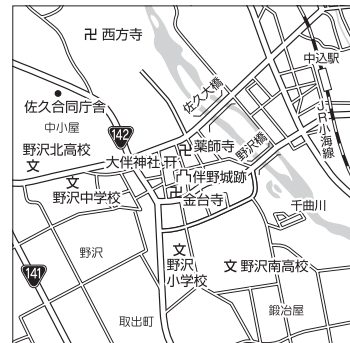 卍 西方寺
中込駅
佐久大橋
佐久合同庁舎
中小屋
142
JR小海線
野沢北高校
文
大伴神社
卍 薬師寺
野沢橋
文
野沢中学校
伴野城跡
卍
金台寺
千曲川
野沢
文
野沢
小学校
文 野沢南高校
141
取出町
鍛冶屋